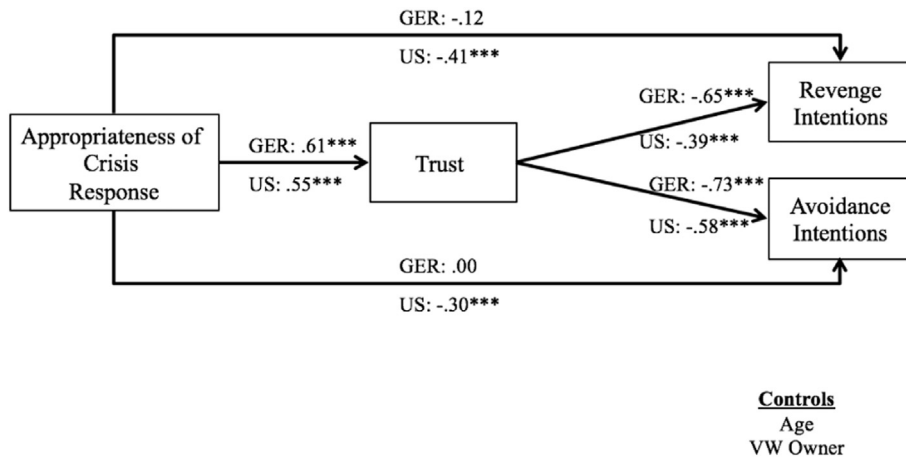 GER: -.12
US: -.41***
Appropriateness of
Crisis
Response
GER: .61***
US: .55***
Trust
GER: -.65***
US: -.39***
Revenge
Intentions
GER: -.73***
US: -.58***
Avoidance
Intentions
GER: .00
US: -.30***
Controls
Age
VW Owner